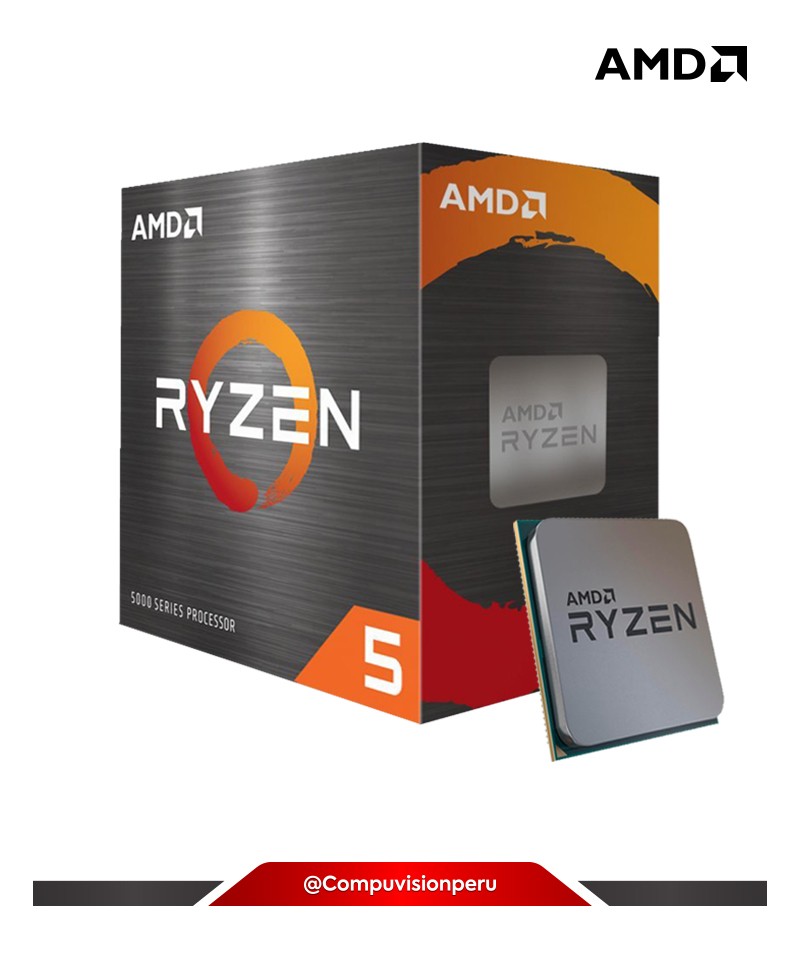 AMD
AMD
AMD
RYZEN
AMD
RYZEN
5000 SERIES PROCESSOR
5
AMD
RYZEN
@Compuvisionperu